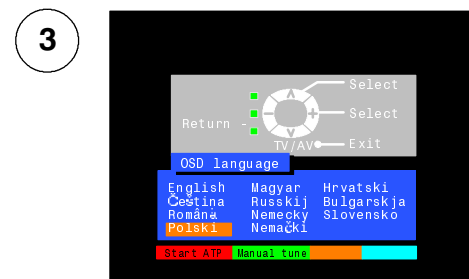 3
Select
Select
Return -
TV/AV Exit
OSD language
English Magyar Hrvatski
Čeština Russkij Bulgarskja
Română Nemecky Slovensko
Polski Nemački
Start ATP Manual tune